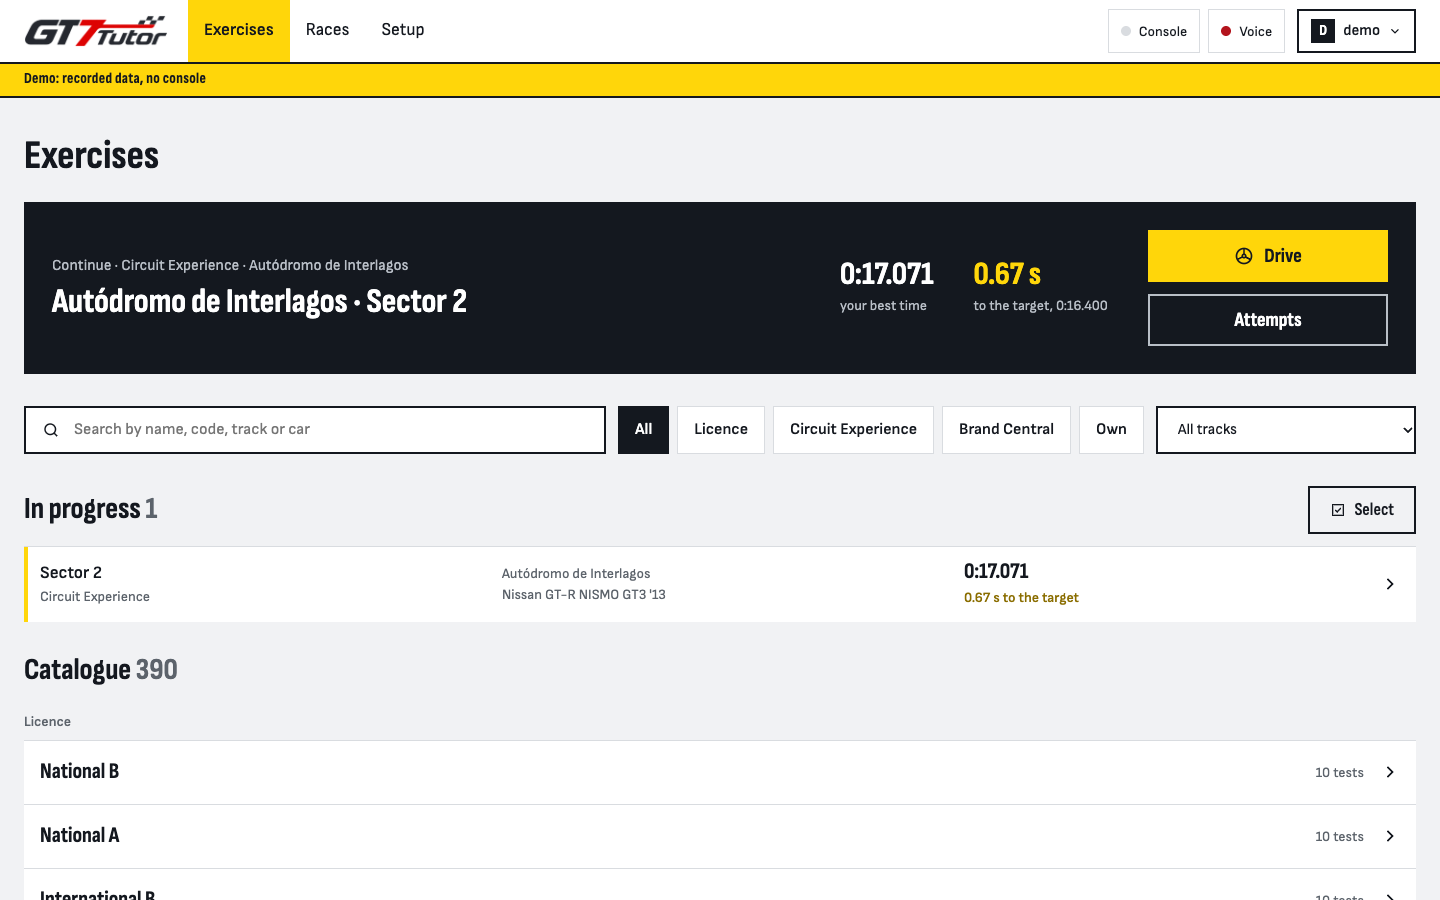 GT7Tutor
Exercises
Races
Setup
Console
Voice
D
demo
Demo: recorded data, no console
Exercises
Continue · Circuit Experience · Autódromo de Interlagos
Autódromo de Interlagos · Sector 2
0:17.071
your best time
0.67 s
to the target, 0:16.400
Drive
Attempts
Search by name, code, track or car
All
Licence
Circuit Experience
Brand Central
Own
All tracks
In progress 1
Select
Sector 2
Circuit Experience
Autódromo de Interlagos
Nissan GT-R NISMO GT3 '13
0:17.071
0.67 s to the target
Catalogue 390
Licence
National B
10 tests
National A
10 tests
International B
10 tests